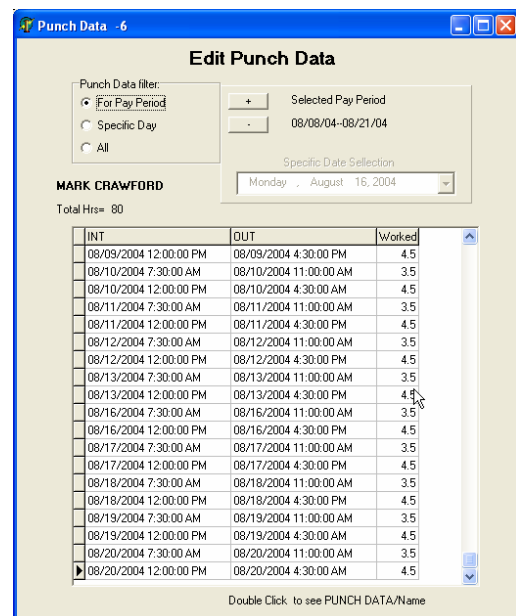 Punch Data -6
Edit Punch Data
Punch Data filter:
For Pay Period
Specific Day
All
+ Selected Pay Period
- 08/08/04--08/21/04
Specific Date Sellection
Monday , August 16, 2004
MARK CRAWFORD
Total Hrs= 80
INT OUT Worked
08/09/2004 12:00:00 PM 08/09/2004 4:30:00 PM 4.5
08/10/2004 7:30:00 AM 08/10/2004 11:00:00 AM 3.5
08/10/2004 12:00:00 PM 08/10/2004 4:30:00 PM 4.5
08/11/2004 7:30:00 AM 08/11/2004 11:00:00 AM 3.5
08/11/2004 12:00:00 PM 08/11/2004 4:30:00 PM 4.5
08/12/2004 7:30:00 AM 08/12/2004 11:00:00 AM 3.5
08/12/2004 12:00:00 PM 08/12/2004 4:30:00 PM 4.5
08/13/2004 7:30:00 AM 08/13/2004 11:00:00 AM 3.5
08/13/2004 12:00:00 PM 08/13/2004 4:30:00 PM 4.5
08/16/2004 7:30:00 AM 08/16/2004 11:00:00 AM 3.5
08/16/2004 12:00:00 PM 08/16/2004 4:30:00 PM 4.5
08/17/2004 7:30:00 AM 08/17/2004 11:00:00 AM 3.5
08/17/2004 12:00:00 PM 08/17/2004 4:30:00 PM 4.5
08/18/2004 7:30:00 AM 08/18/2004 11:00:00 AM 3.5
08/18/2004 12:00:00 PM 08/18/2004 4:30:00 PM 4.5
08/19/2004 7:30:00 AM 08/19/2004 11:00:00 AM 3.5
08/19/2004 12:00:00 PM 08/19/2004 4:30:00 PM 4.5
08/20/2004 7:30:00 AM 08/20/2004 11:00:00 AM 3.5
08/20/2004 12:00:00 PM 08/20/2004 4:30:00 PM 4.5
Double Click to see PUNCH DATA/Name